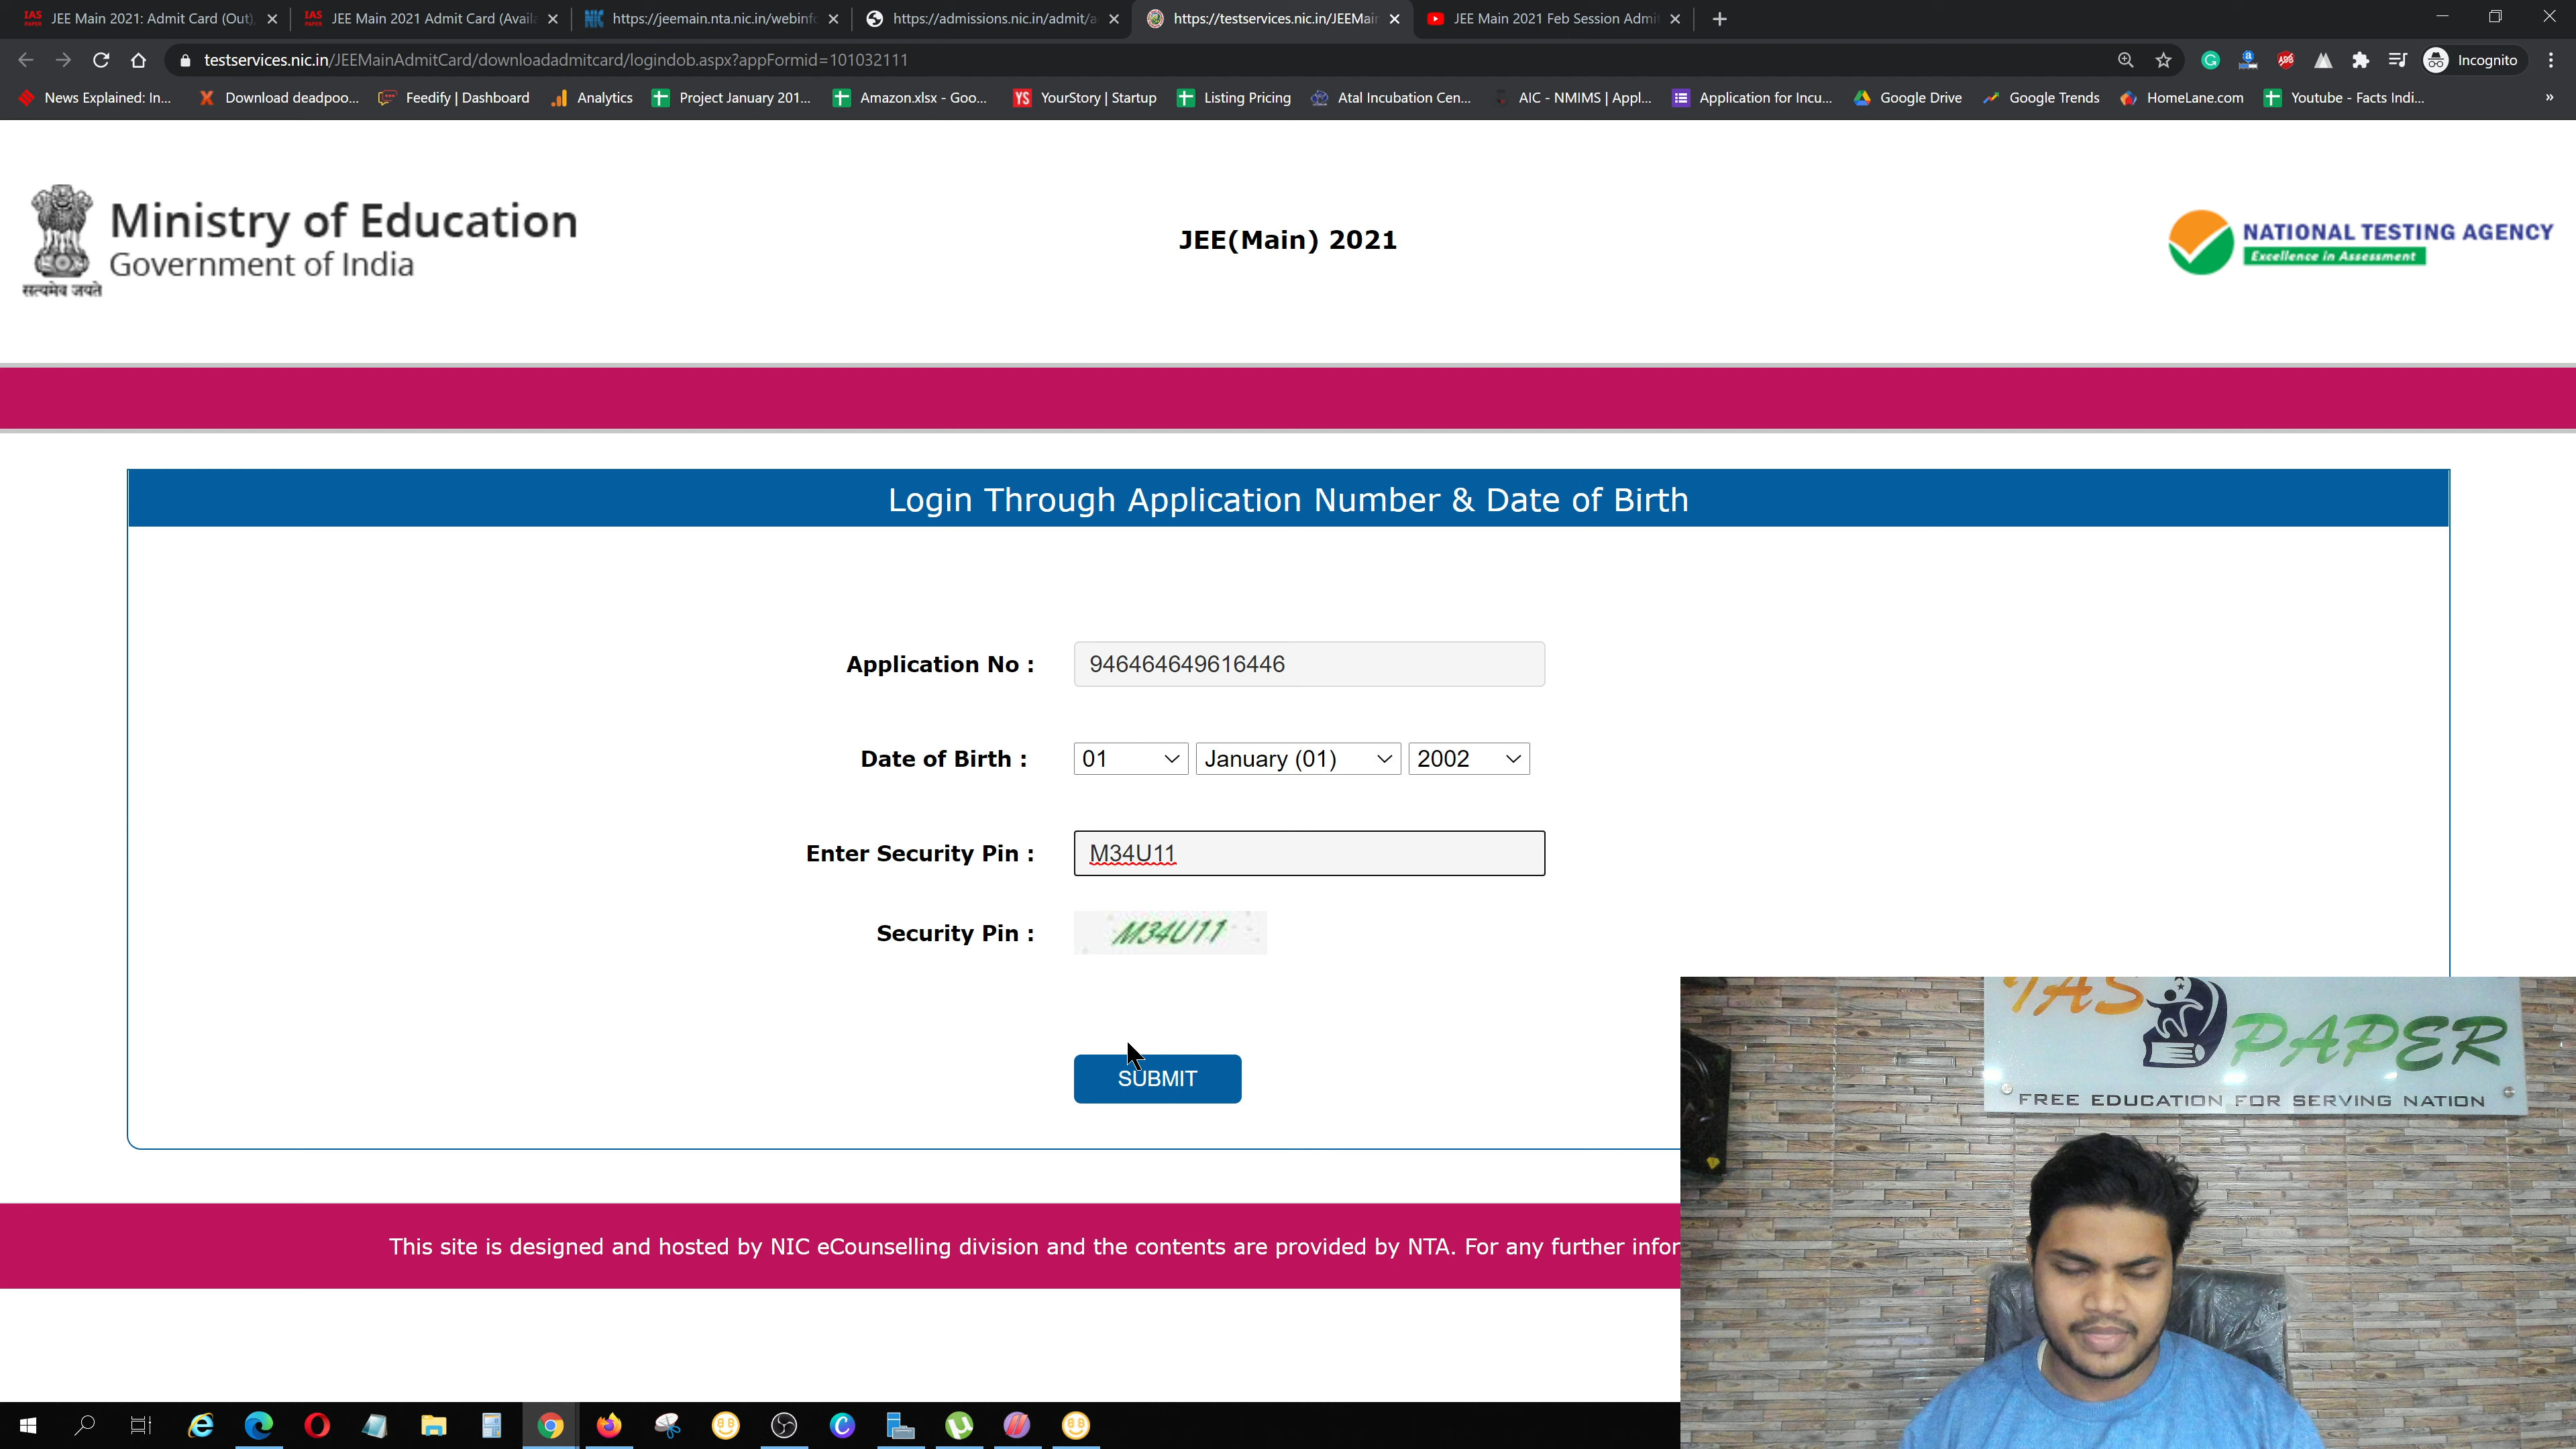 JEE Main 2021: Admit Card (Out)
JEE Main 2021 Admit Card (Availa
https://jeemain.nta.nic.in/webinfo
https://admissions.nic.in/admit/a
https://testservices.nic.in/JEEMain
JEE Main 2021 Feb Session Admi
testservices.nic.in/JEEMainAdmitCard/downloadadmitcard/logindob.aspx?appFormid=101032111
Incognito
News Explained: In...
Download deadpoo...
Feedify | Dashboard
Analytics
Project January 201...
Amazon.xlsx - Goo...
YourStory | Startup
Listing Pricing
Atal Incubation Cen...
AIC - NMIMS | Appl...
Application for Incu...
Google Drive
Google Trends
HomeLane.com
Youtube - Facts Indi...
»
Ministry of Education
Government of India
सत्यमेव जयते
JEE(Main) 2021
NATIONAL TESTING AGENCY
Excellence in Assessment
Login Through Application Number & Date of Birth
Application No : 946464649616446
Date of Birth : 01 January (01) 2002
Enter Security Pin : M34U11
Security Pin : M34U11
SUBMIT
IAS PAPER
FREE EDUCATION FOR SERVING NATION
This site is designed and hosted by NIC eCounselling division and the contents are provided by NTA. For any further infor